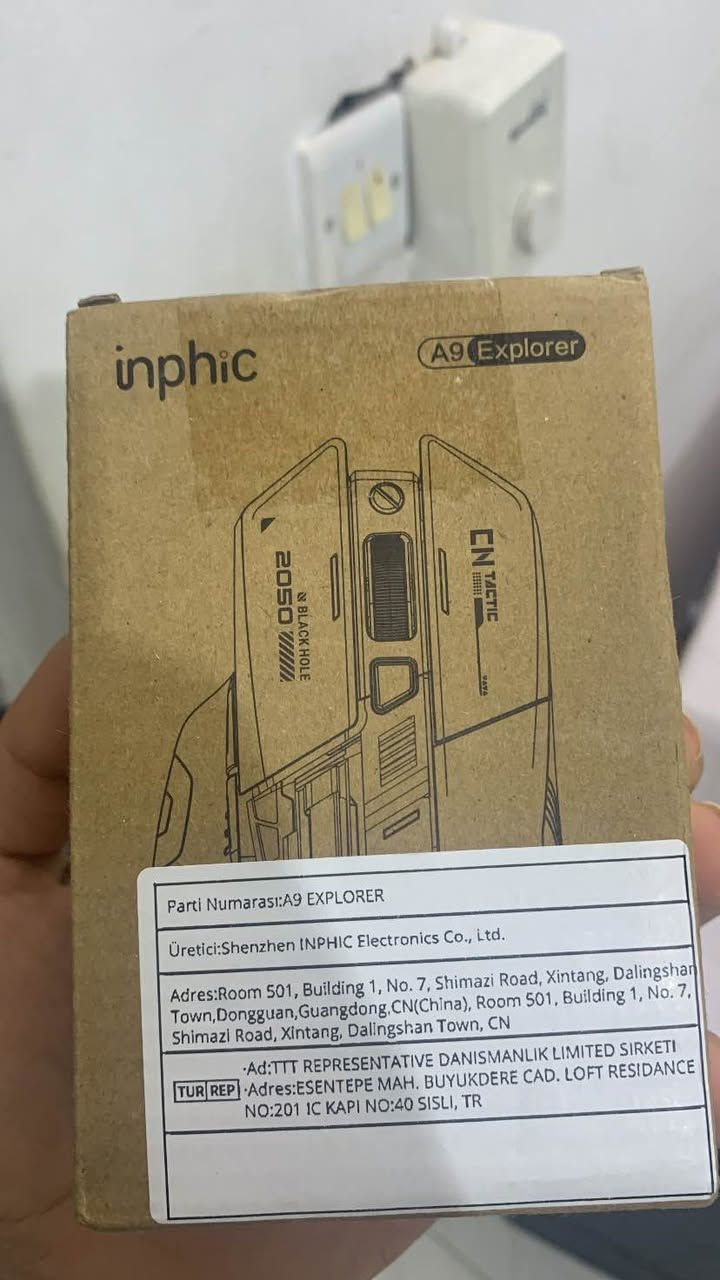 inphic
A9 Explorer
2050
BLACK HOLE
CN TACTIC
Parti Numarası:A9 EXPLORER
Üretici:Shenzhen INPHIC Electronics Co., Ltd.
Adres:Room 501, Building 1, No. 7, Shimazi Road, Xintang, Dalingshan
Town,Dongguan,Guangdong,CN(China), Room 501, Building 1, No. 7,
Shimazi Road, Xintang, Dalingshan Town, CN
TUR REP
·Ad:TTT REPRESENTATIVE DANISMANLIK LIMITED SIRKETI
·Adres:ESENTEPE MAH. BUYUKDERE CAD. LOFT RESIDANCE
NO:201 IC KAPI NO:40 SISLI, TR